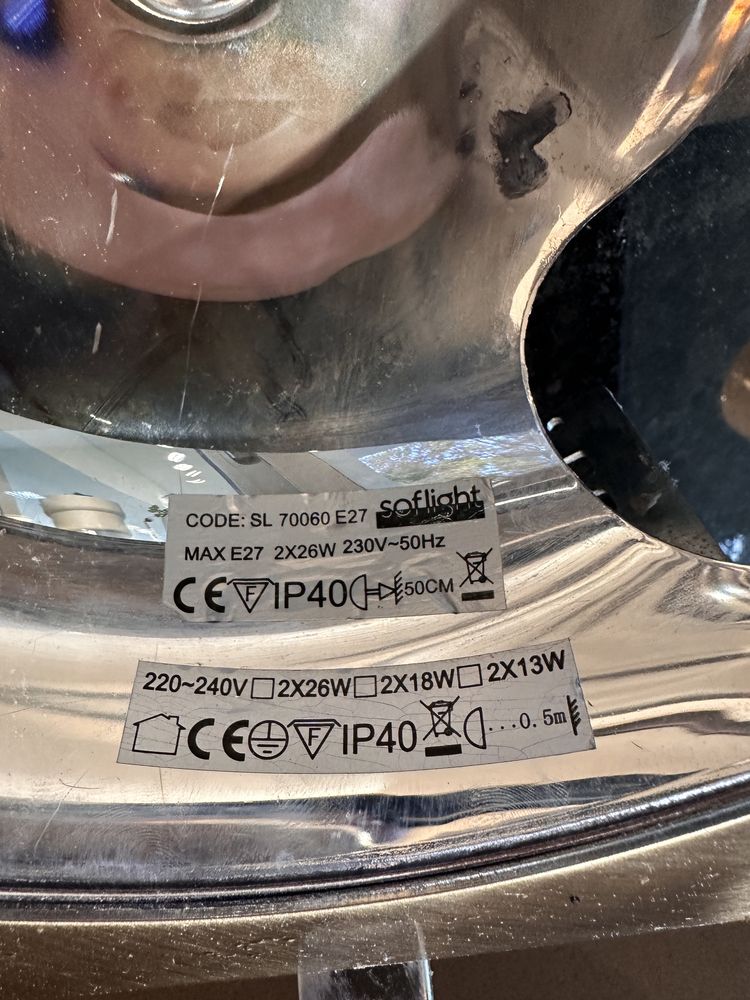 CODE: SL 70060 E27 soflight
MAX E27 2X26W 230V~50Hz
CE F IP40 50CM
220~240V □ 2X26W □ 2X18W □ 2X13W
CE F IP40 ...0.5m